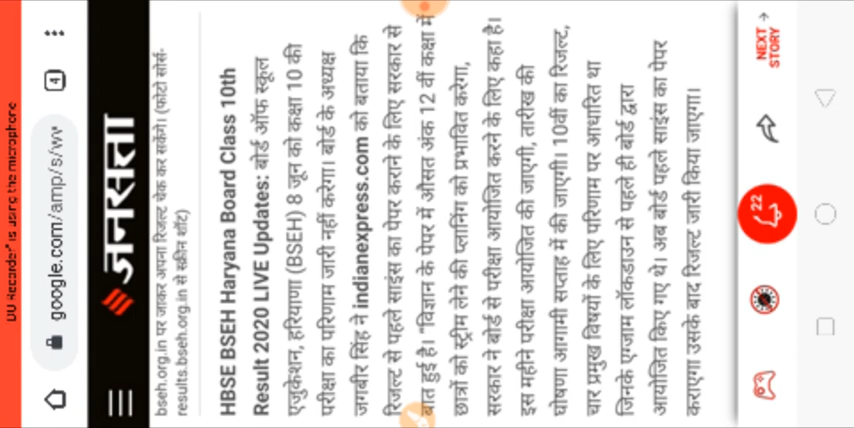 DU Recorder" is using the microphone
google.com/amp/s/wv
4
जनसत्ता
bseh.org.in पर जाकर अपना रिजल्ट चेक कर सकेंगे। (फोटो सोर्स-
results.bseh.org.in से स्क्रीन शॉट)
HBSE BSEH Haryana Board Class 10th
Result 2020 LIVE Updates: बोर्ड ऑफ स्कूल
एजुकेशन, हरियाणा (BSEH) 8 जून को कक्षा 10 की
परीक्षा का परिणाम जारी नहीं करेगा। बोर्ड के अध्यक्ष
जगबीर सिंह ने indianexpress.com को बताया कि
रिजल्ट से पहले साइंस का पेपर कराने के लिए सरकार से
बात हुई है। "विज्ञान के पेपर में औसत अंक 12 वीं कक्षा में
छात्रों को स्ट्रीम लेने की प्लानिंग को प्रभावित करेगा,
सरकार ने बोर्ड से परीक्षा आयोजित करने के लिए कहा है।
इस महीने परीक्षा आयोजित की जाएगी, तारीख की
घोषणा आगामी सप्ताह में की जाएगी। 10वीं का रिजल्ट,
चार प्रमुख विषयों के लिए परिणाम पर आधारित था
जिनके एग्जाम लॉकडाउन से पहले ही बोर्ड द्वारा
आयोजित किए गए थे। अब बोर्ड पहले साइंस का पेपर
कराएगा उसके बाद रिजल्ट जारी किया जाएगा।
22
NEXT
STORY